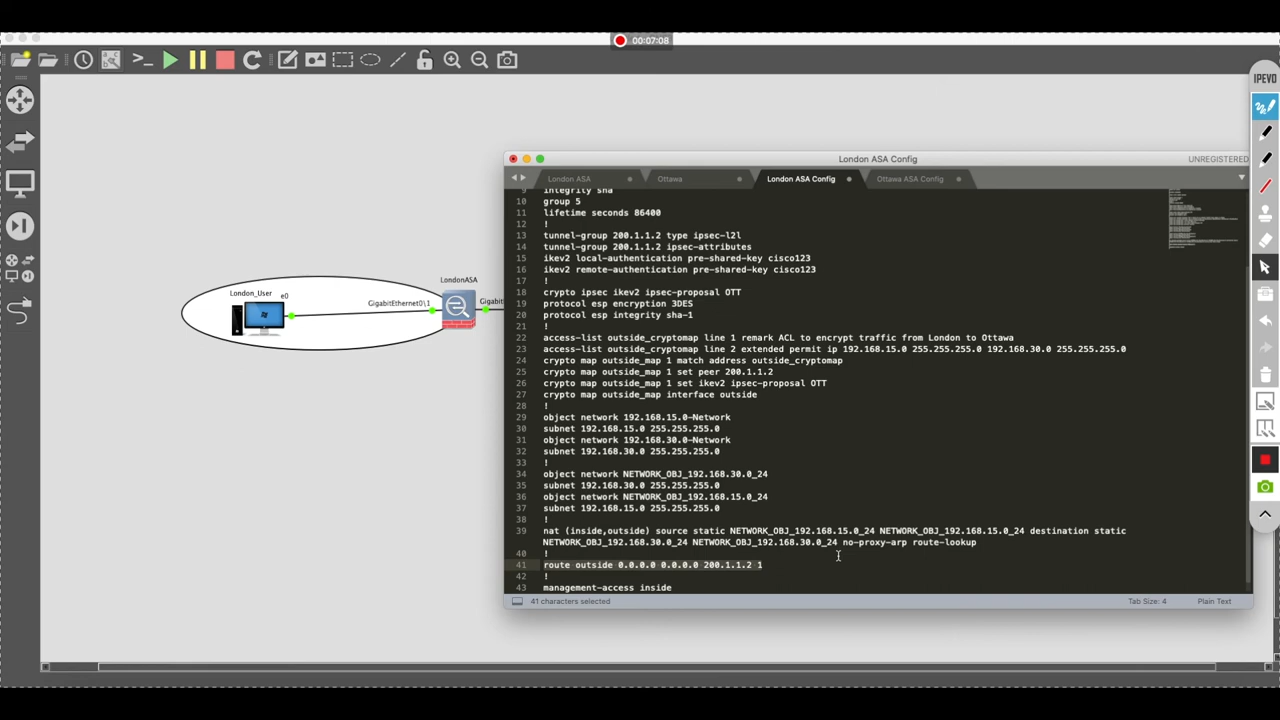 00:07:08
IPEVO
London ASA Config
UNREGISTERED
London ASA
Ottawa
London ASA Config
Ottawa ASA Config
9 integrity sha
10 group 5
11 lifetime seconds 86400
12 !
13 tunnel-group 200.1.1.2 type ipsec-l2l
14 tunnel-group 200.1.1.2 ipsec-attributes
15 ikev2 local-authentication pre-shared-key cisco123
16 ikev2 remote-authentication pre-shared-key cisco123
17 !
18 crypto ipsec ikev2 ipsec-proposal OTT
19 protocol esp encryption 3DES
20 protocol esp integrity sha-1
21 !
22 access-list outside_cryptomap line 1 remark ACL to encrypt traffic from London to Ottawa
23 access-list outside_cryptomap line 2 extended permit ip 192.168.15.0 255.255.255.0 192.168.30.0 255.255.255.0
24 crypto map outside_map 1 match address outside_cryptomap
25 crypto map outside_map 1 set peer 200.1.1.2
26 crypto map outside_map 1 set ikev2 ipsec-proposal OTT
27 crypto map outside_map interface outside
28 !
29 object network 192.168.15.0-Network
30 subnet 192.168.15.0 255.255.255.0
31 object network 192.168.30.0-Network
32 subnet 192.168.30.0 255.255.255.0
33 !
34 object network NETWORK_OBJ_192.168.30.0_24
35 subnet 192.168.30.0 255.255.255.0
36 object network NETWORK_OBJ_192.168.15.0_24
37 subnet 192.168.15.0 255.255.255.0
38 !
39 nat (inside,outside) source static NETWORK_OBJ_192.168.15.0_24 NETWORK_OBJ_192.168.15.0_24 destination static
NETWORK_OBJ_192.168.30.0_24 NETWORK_OBJ_192.168.30.0_24 no-proxy-arp route-lookup
40 !
41 route outside 0.0.0.0 0.0.0.0 200.1.1.2 1
42 !
43 management-access inside
41 characters selected
Tab Size: 4
Plain Text
London_User
e0
GigabitEthernet0\1
LondonASA
Gigabit